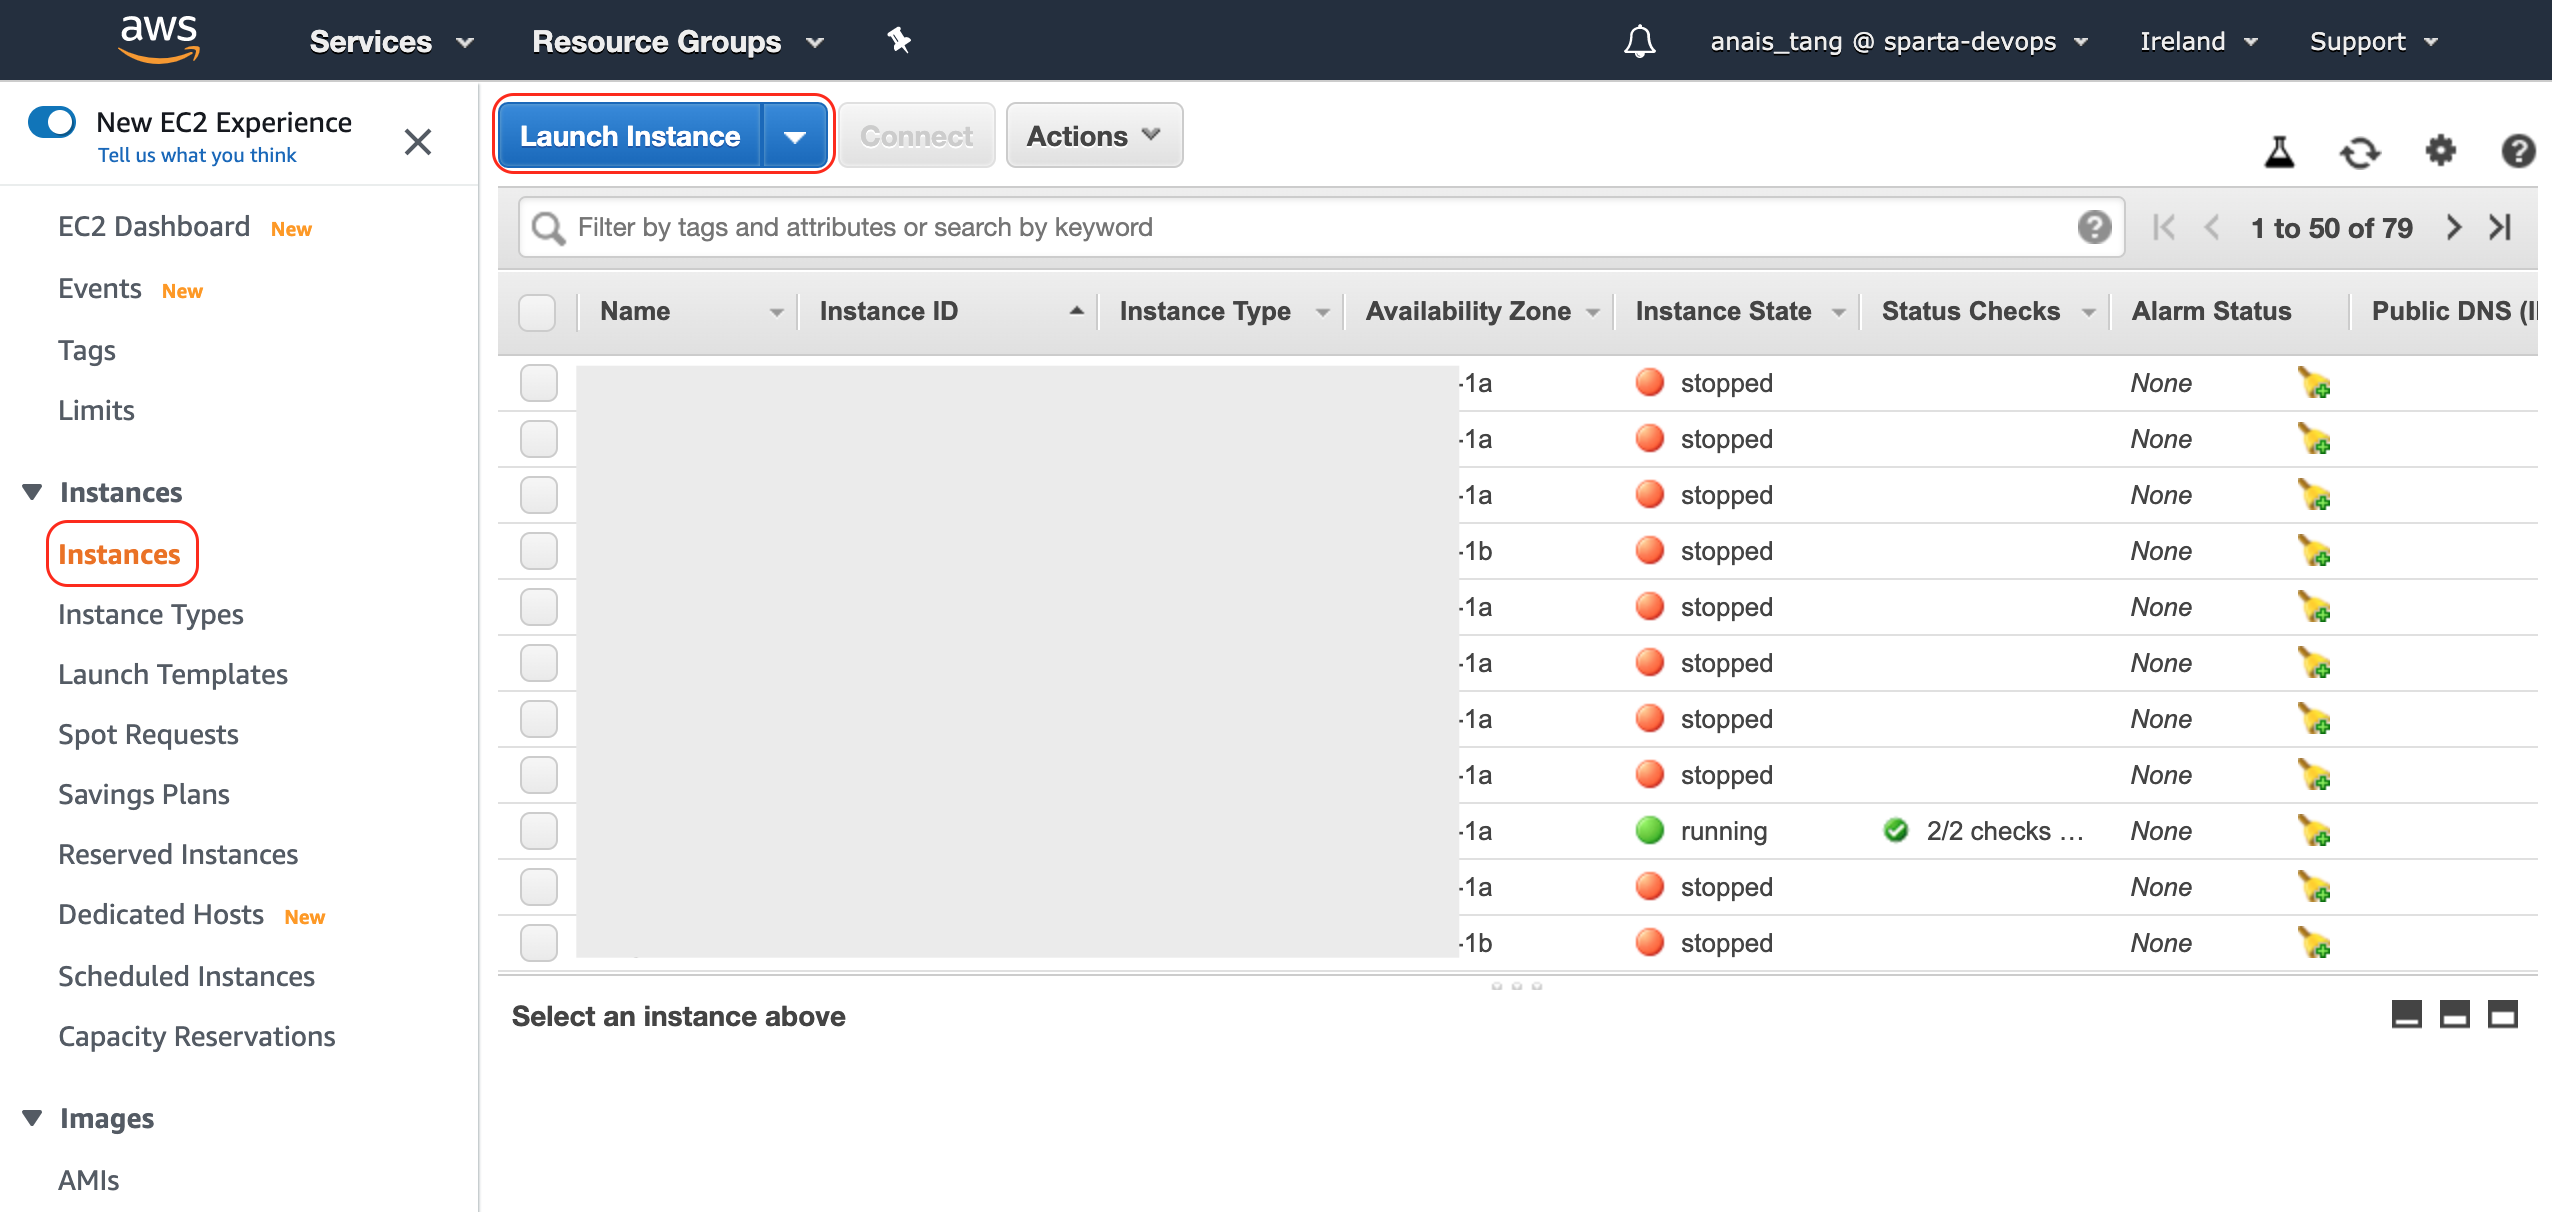 aws Services Resource Groups anais_tang @ sparta-devops Ireland Support
New EC2 Experience
Tell us what you think
EC2 Dashboard New
Events New
Tags
Limits
Instances
Instances
Instance Types
Launch Templates
Spot Requests
Savings Plans
Reserved Instances
Dedicated Hosts New
Scheduled Instances
Capacity Reservations
Images
AMIs
Launch Instance Connect Actions
Filter by tags and attributes or search by keyword 1 to 50 of 79
Name Instance ID Instance Type Availability Zone Instance State Status Checks Alarm Status Public DNS (I
-1a stopped None
-1a stopped None
-1a stopped None
-1b stopped None
-1a stopped None
-1a stopped None
-1a stopped None
-1a stopped None
-1a running 2/2 checks ... None
-1a stopped None
-1b stopped None
Select an instance above